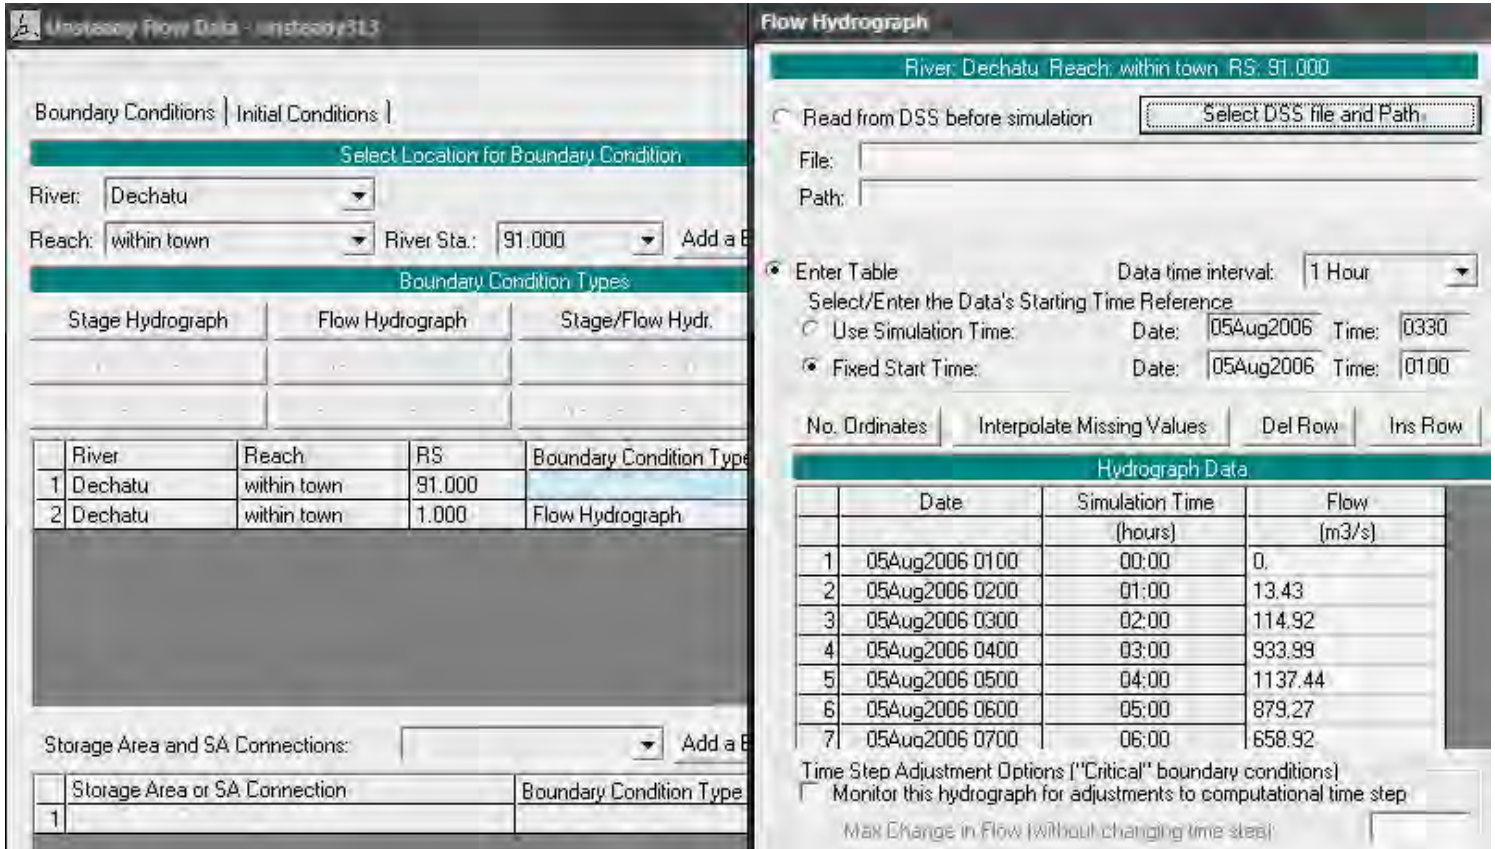 Unsteady Flow Data - unsteady313
Boundary Conditions | Initial Conditions |
Select Location for Boundary Condition
River: Dechatu
Reach: within town River Sta.: 91.000 Add a B
Boundary Condition Types
Stage Hydrograph Flow Hydrograph Stage/Flow Hydr.
River Reach RS Boundary Condition Type
1 Dechatu within town 91.000
2 Dechatu within town 1.000 Flow Hydrograph
Storage Area and SA Connections: Add a B
Storage Area or SA Connection Boundary Condition Type
1
Flow Hydrograph
River: Dechatu Reach: within town RS: 91.000
Read from DSS before simulation Select DSS file and Path
File:
Path:
Enter Table Data time interval: 1 Hour
Select/Enter the Data's Starting Time Reference
Use Simulation Time: Date: 05Aug2006 Time: 0330
Fixed Start Time: Date: 05Aug2006 Time: 0100
No. Ordinates Interpolate Missing Values Del Row Ins Row
Hydrograph Data
Date Simulation Time Flow
(hours) (m3/s)
1 05Aug2006 0100 00:00 0.
2 05Aug2006 0200 01:00 13.43
3 05Aug2006 0300 02:00 114.92
4 05Aug2006 0400 03:00 933.99
5 05Aug2006 0500 04:00 1137.44
6 05Aug2006 0600 05:00 879.27
7 05Aug2006 0700 06:00 658.92
Time Step Adjustment Options ("Critical" boundary conditions)
Monitor this hydrograph for adjustments to computational time step
Max Change in Flow (without changing time step):